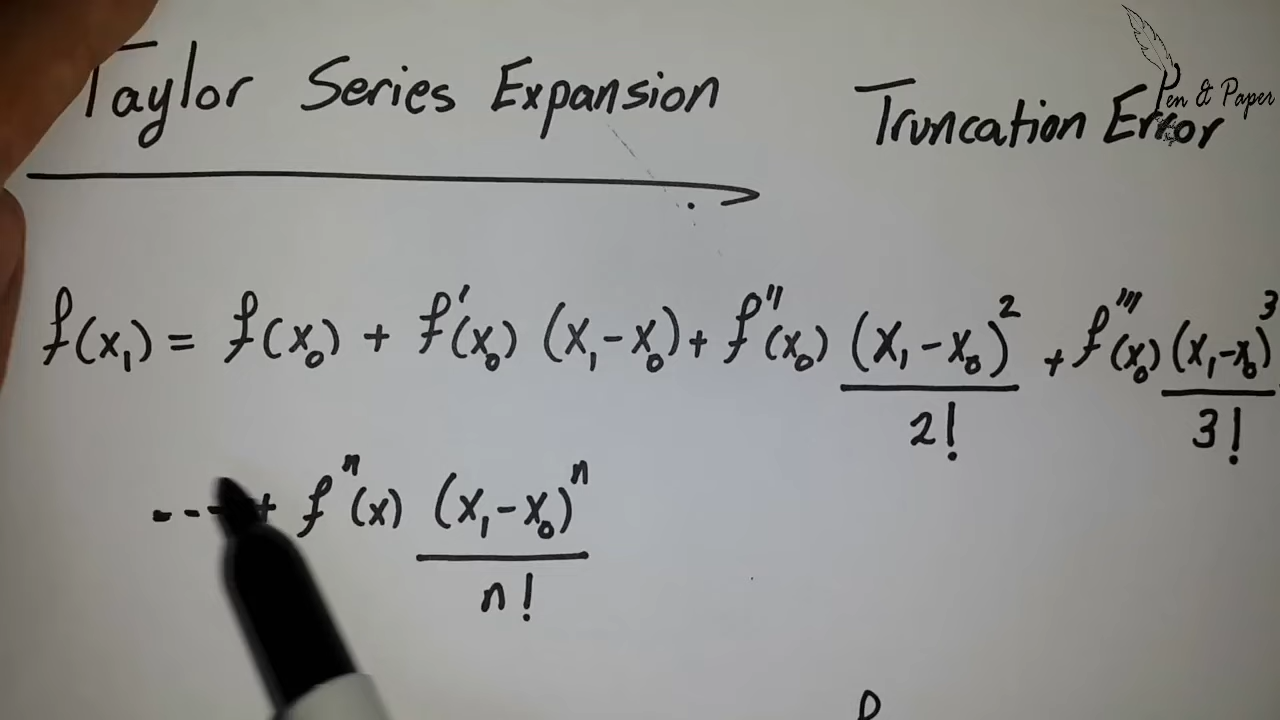 Taylor Series Expansion
Truncation Error
Pen & Paper
f(x₁) = f(x₀) + f'(x₀) (x₁-x₀) + f''(x₀) (x₁-x₀)² / 2! + f'''(x₀) (x₁-x₀)³ / 3!
---+ fⁿ(x) (x₁-x₀)ⁿ / n!